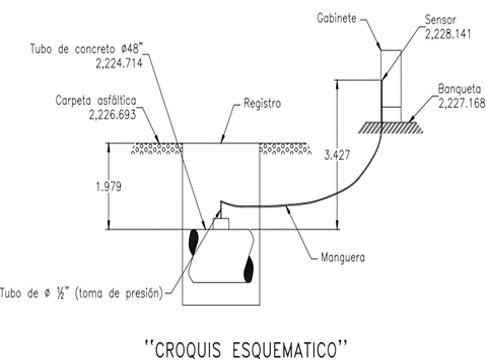 Gabinete
Sensor
2,228.141
Tubo de concreto Ø48"
2,224.714
Carpeta asfáltica
2,226.693
Registro
Banqueta
2,227.168
3.427
1.979
Manguera
Tubo de Ø ½" (toma de presión)
"CROQUIS ESQUEMATICO"